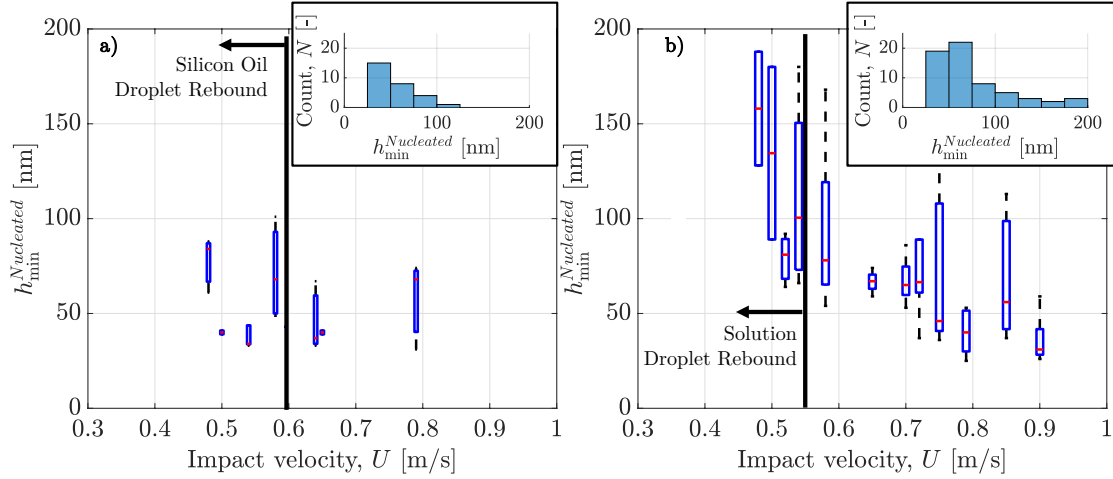 a)
200
150
100
50
0
h_min^Nucleated [nm]
0.3 0.4 0.5 0.6 0.7 0.8 0.9 1
Impact velocity, U [m/s]
Silicon Oil
Droplet Rebound
Count, N [-]
20
10
0
0 100 200
h_min^Nucleated [nm]
b)
200
150
100
50
0
h_min^Nucleated [nm]
0.3 0.4 0.5 0.6 0.7 0.8 0.9 1
Impact velocity, U [m/s]
Solution
Droplet Rebound
Count, N [-]
20
10
0
0 100 200
h_min^Nucleated [nm]